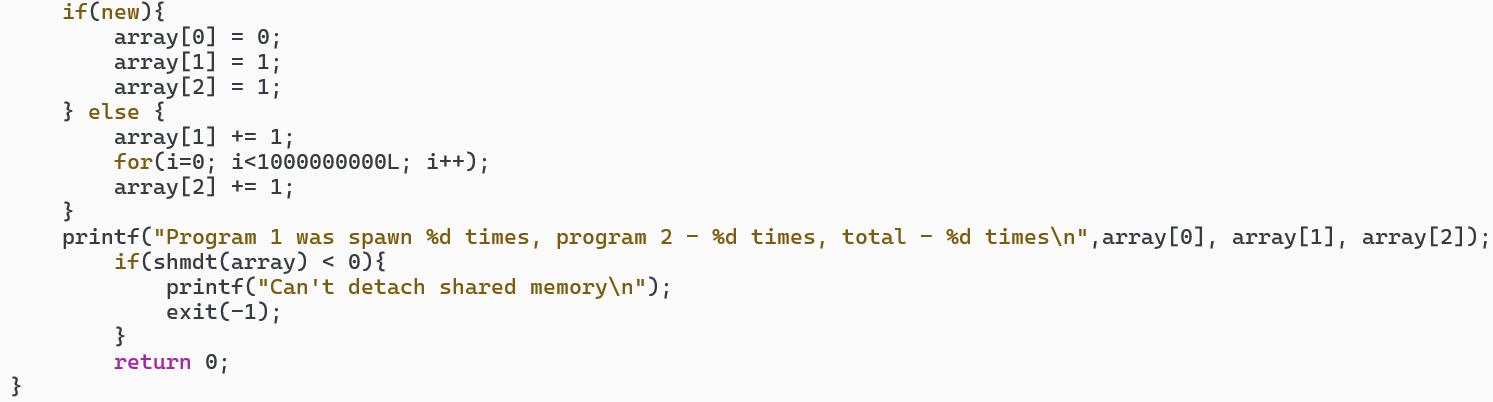 if(new){
array[0] = 0;
array[1] = 1;
array[2] = 1;
} else {
array[1] += 1;
for(i=0; i<1000000000L; i++);
array[2] += 1;
}
printf("Program 1 was spawn %d times, program 2 - %d times, total - %d times\n",array[0], array[1], array[2]);
if(shmdt(array) < 0){
printf("Can't detach shared memory\n");
exit(-1);
}
return 0;
}